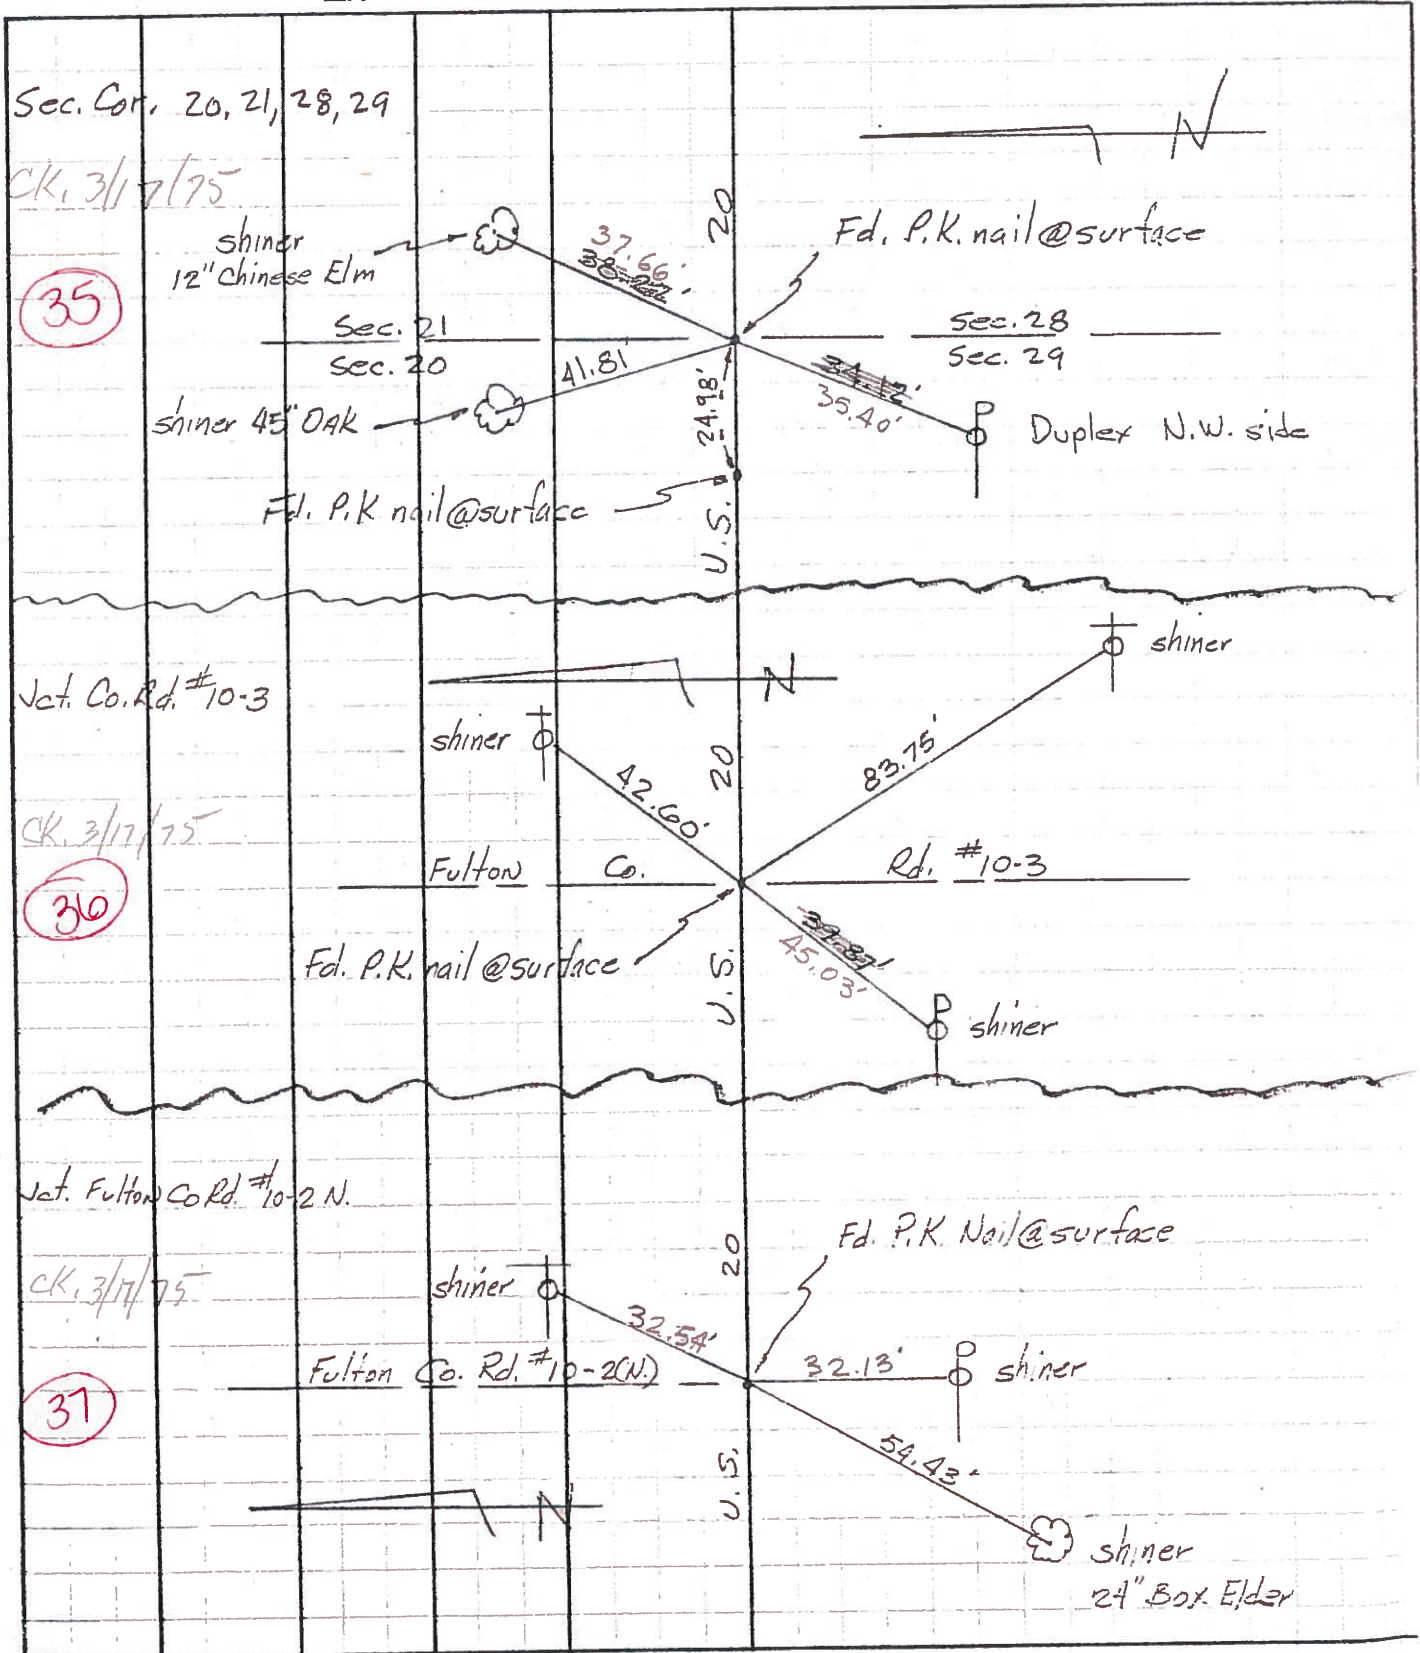 Sec. Cor. 20, 21, 28, 29
N
CK. 3/17/75
20
37.66'
Fd. P.K. nail @ surface
shiner
12" Chinese Elm
35
Sec. 21
Sec. 28
Sec. 20
Sec. 29
41.81'
34.12'
35.40'
24.98'
shiner 45" OAK
Duplex N.W. side
Fd. P.K. nail @ surface
U.S.
shiner
Jct. Co. Rd. #10-3
N
shiner
20
42.60'
83.75'
CK. 3/17/75
Fulton Co. Rd. #10-3
36
39.87'
45.03'
Fd. P.K. nail @ surface
U.S.
shiner
Jct. Fulton Co Rd. #10-2 N.
Fd. P.K. Nail @ surface
20
CK. 3/17/75
shiner
32.54'
Fulton Co. Rd. #10-2(N.)
32.13'
shiner
37
54.43'
U.S.
N
shiner
24" Box Elder